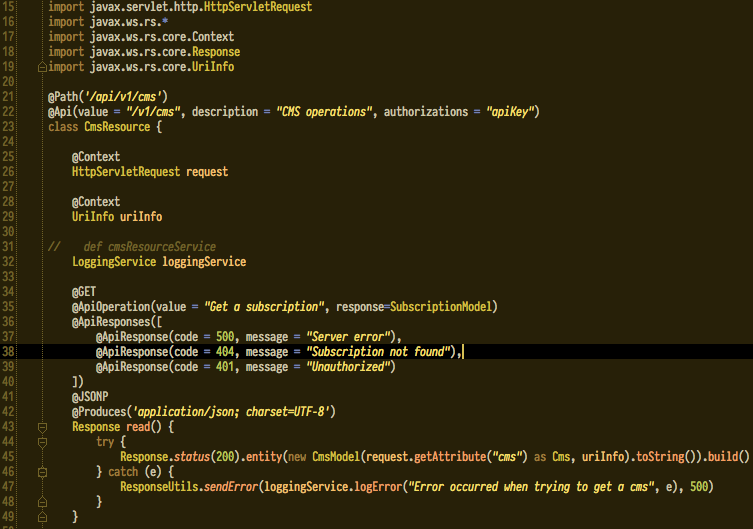 15 import javax.servlet.http.HttpServletRequest
16 import javax.ws.rs.*
17 import javax.ws.rs.core.Context
18 import javax.ws.rs.core.Response
19 import javax.ws.rs.core.UriInfo
20
21 @Path('/api/v1/cms')
22 @Api(value = "/v1/cms", description = "CMS operations", authorizations = "apiKey")
23 class CmsResource {
24
25     @Context
26     HttpServletRequest request
27
28     @Context
29     UriInfo uriInfo
30
31 //    def cmsResourceService
32     LoggingService loggingService
33
34     @GET
35     @ApiOperation(value = "Get a subscription", response=SubscriptionModel)
36     @ApiResponses([
37         @ApiResponse(code = 500, message = "Server error"),
38         @ApiResponse(code = 404, message = "Subscription not found"),
39         @ApiResponse(code = 401, message = "Unauthorized")
40     ])
41     @JSONP
42     @Produces('application/json; charset=UTF-8')
43     Response read() {
44         try {
45             Response.status(200).entity(new CmsModel(request.getAttribute("cms") as Cms, uriInfo).toString()).build()
46         } catch (e) {
47             ResponseUtils.sendError(loggingService.logError("Error occurred when trying to get a cms", e), 500)
48         }
49     }